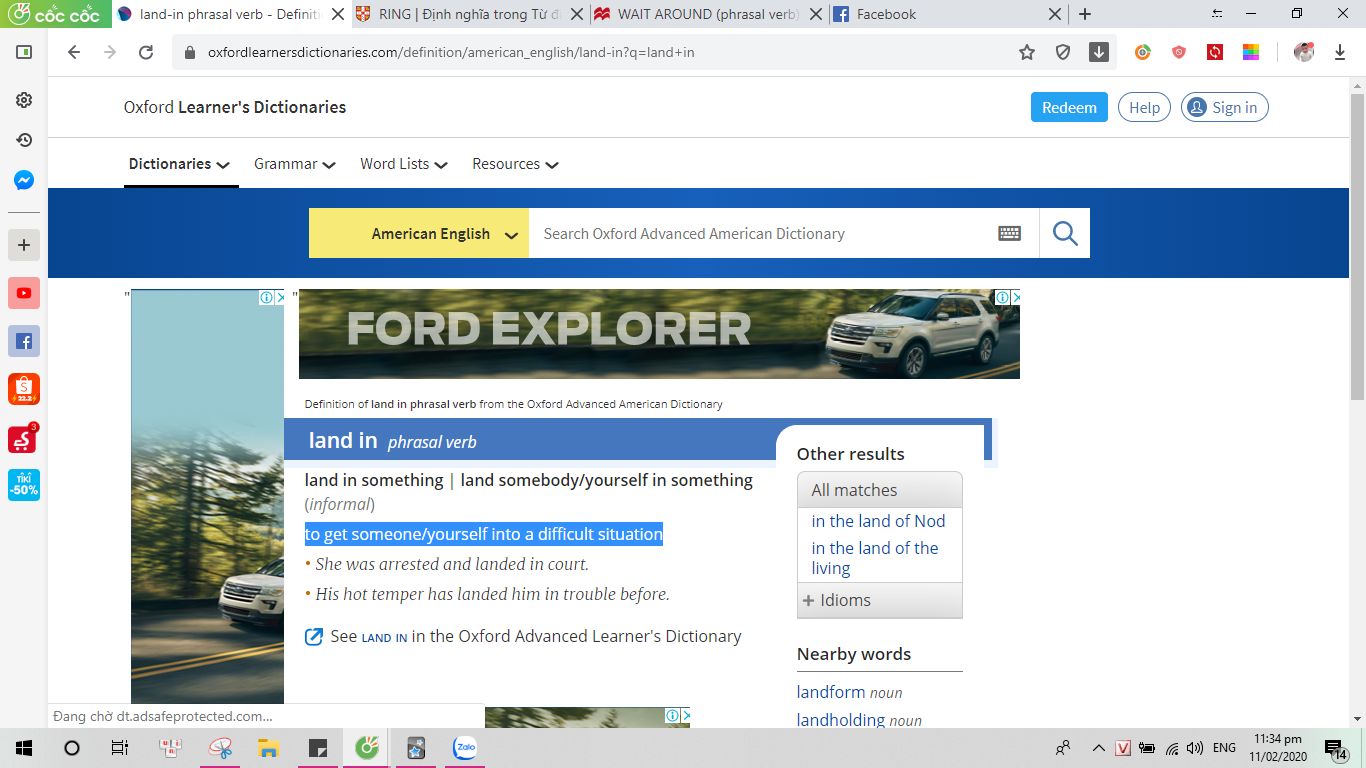 cốc cốc
land-in phrasal verb - Definiti
RING | Định nghĩa trong Từ đi
WAIT AROUND (phrasal verb)
Facebook
oxfordlearnersdictionaries.com/definition/american_english/land-in?q=land+in
Oxford Learner's Dictionaries
Redeem
Help
Sign in
Dictionaries
Grammar
Word Lists
Resources
American English
Search Oxford Advanced American Dictionary
"
"
FORD EXPLORER
Definition of land in phrasal verb from the Oxford Advanced American Dictionary
land in phrasal verb
land in something | land somebody/yourself in something
(informal)
to get someone/yourself into a difficult situation
• She was arrested and landed in court.
• His hot temper has landed him in trouble before.
See LAND IN in the Oxford Advanced Learner's Dictionary
Other results
All matches
in the land of Nod
in the land of the
living
+ Idioms
Nearby words
landform noun
landholding noun
22.2
3
TIKI
-50%
Đang chờ dt.adsafeprotected.com...
Zalo
V
ENG
11:34 pm
11/02/2020
14